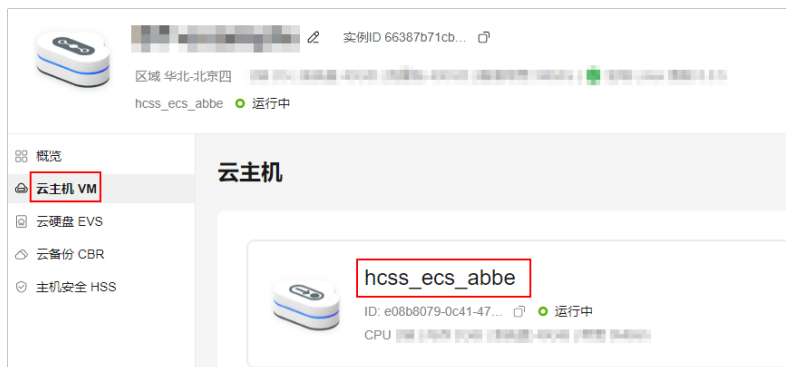 实例ID 66387b71cb...
区域 华北-北京四
hcss_ecs_abbe 运行中
概览
云主机 VM
云硬盘 EVS
云备份 CBR
主机安全 HSS
云主机
hcss_ecs_abbe
ID: e08b8079-0c41-47... 运行中
CPU